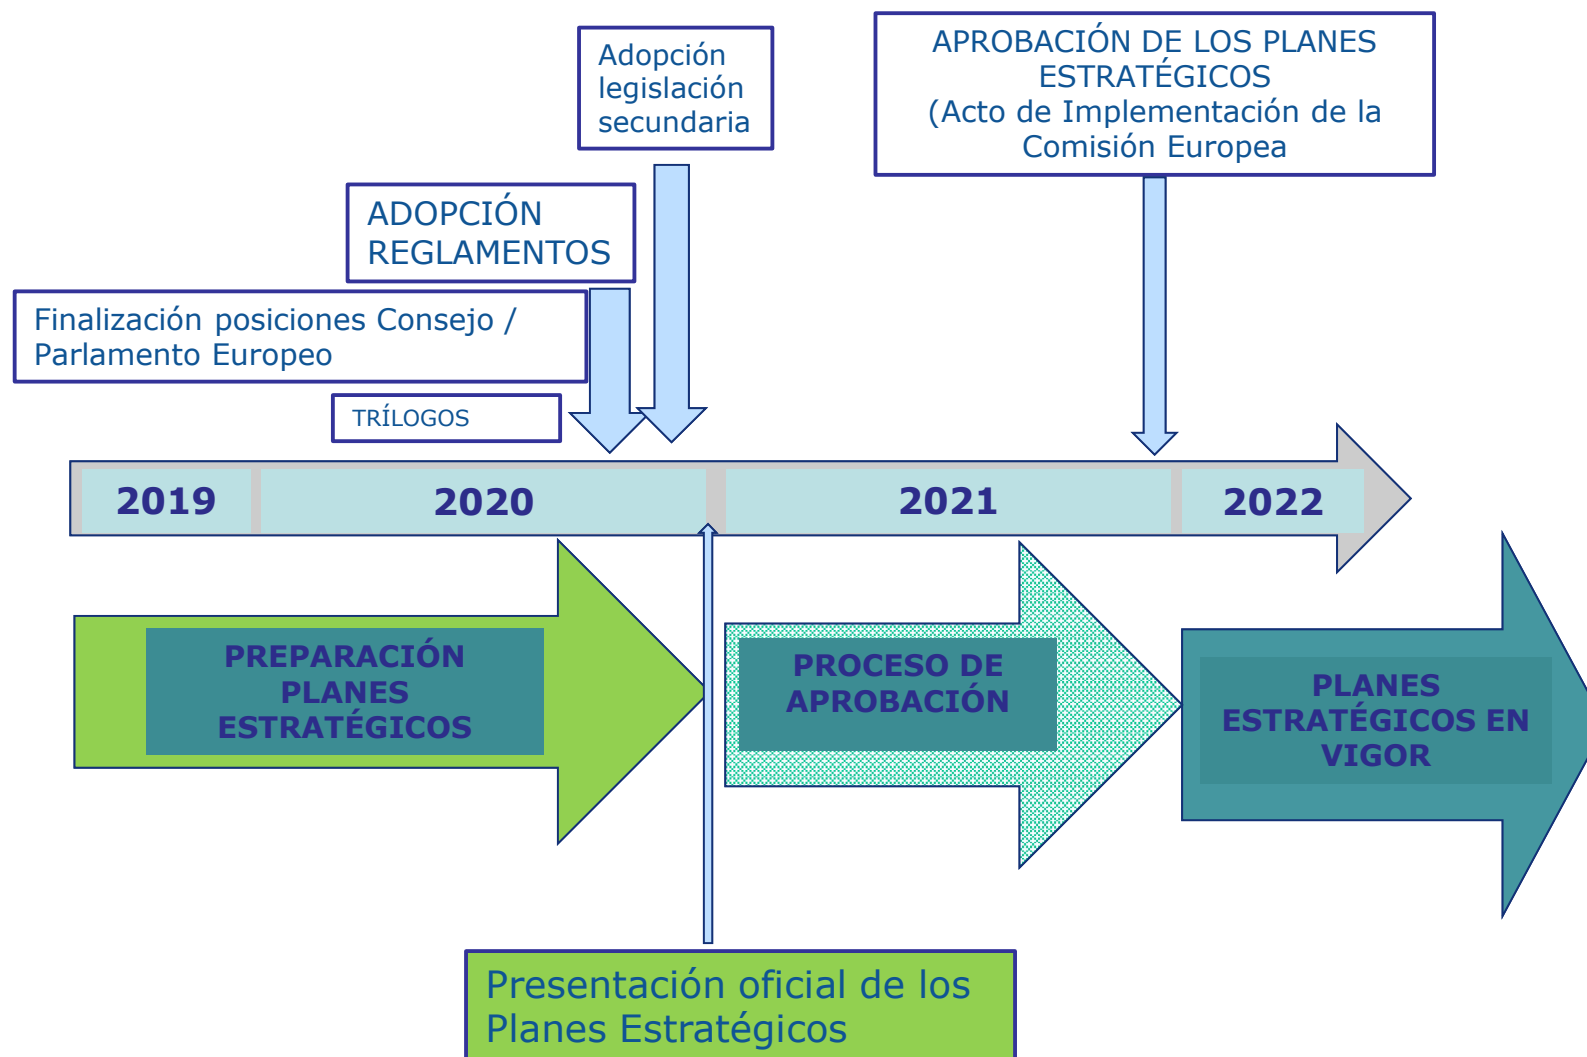 Adopción
legislación
secundaria
APROBACIÓN DE LOS PLANES
ESTRATÉGICOS
(Acto de Implementación de la
Comisión Europea
ADOPCIÓN
REGLAMENTOS
Finalización posiciones Consejo /
Parlamento Europeo
TRÍLOGOS
2019
2020
2021
2022
PREPARACIÓN
PLANES
ESTRATÉGICOS
PROCESO DE
APROBACIÓN
PLANES
ESTRATÉGICOS EN
VIGOR
Presentación oficial de los
Planes Estratégicos